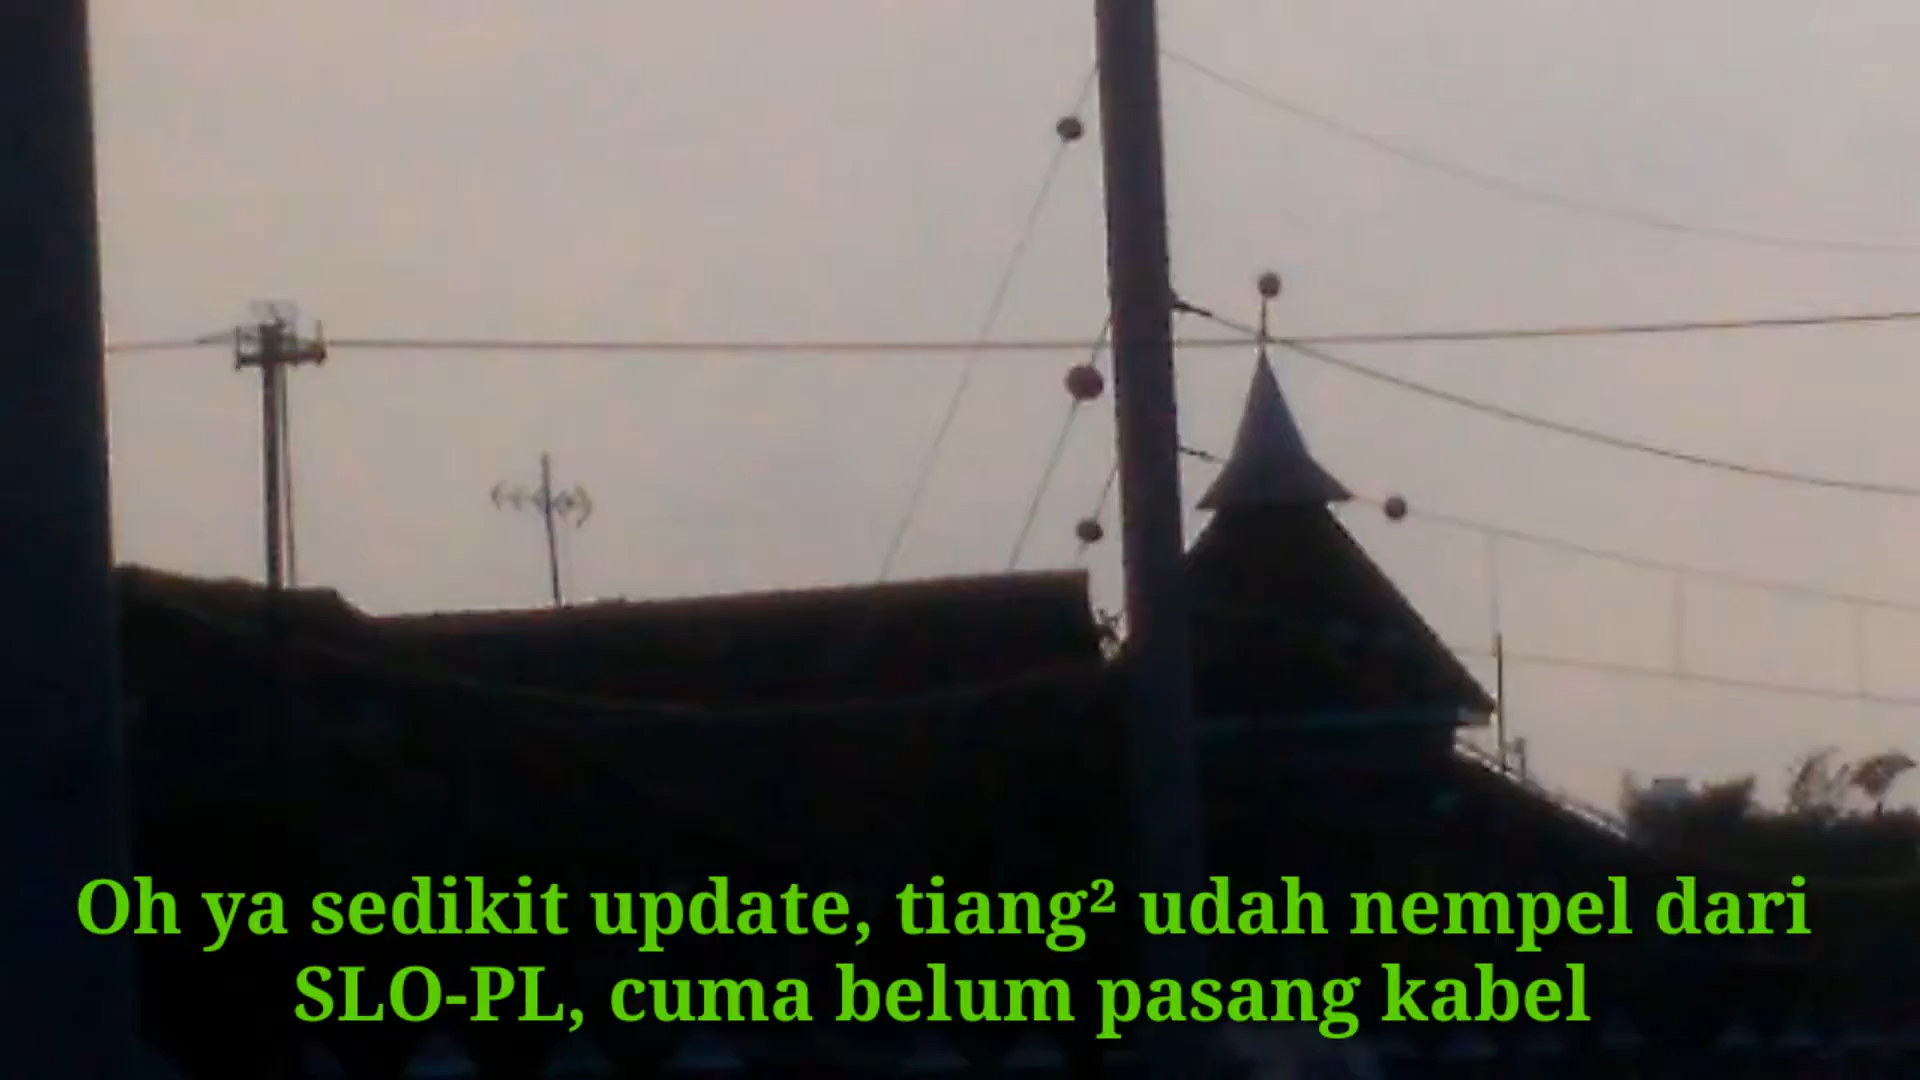 Oh ya sedikit update, tiang² udah nempel dari
SLO-PL, cuma belum pasang kabel